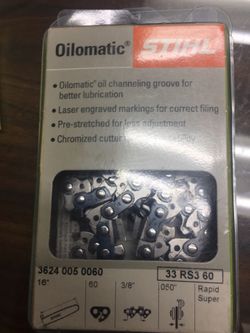 Oilomatic® STIHL
• Oilomatic® oil channeling groove for
better lubrication
• Laser engraved markings for correct filing
• Pre-stretched for less adjustment
• Chromized cutter
3624 005 0060
33 RS3 60
16" 60 3/8" .050" Rapid
Super